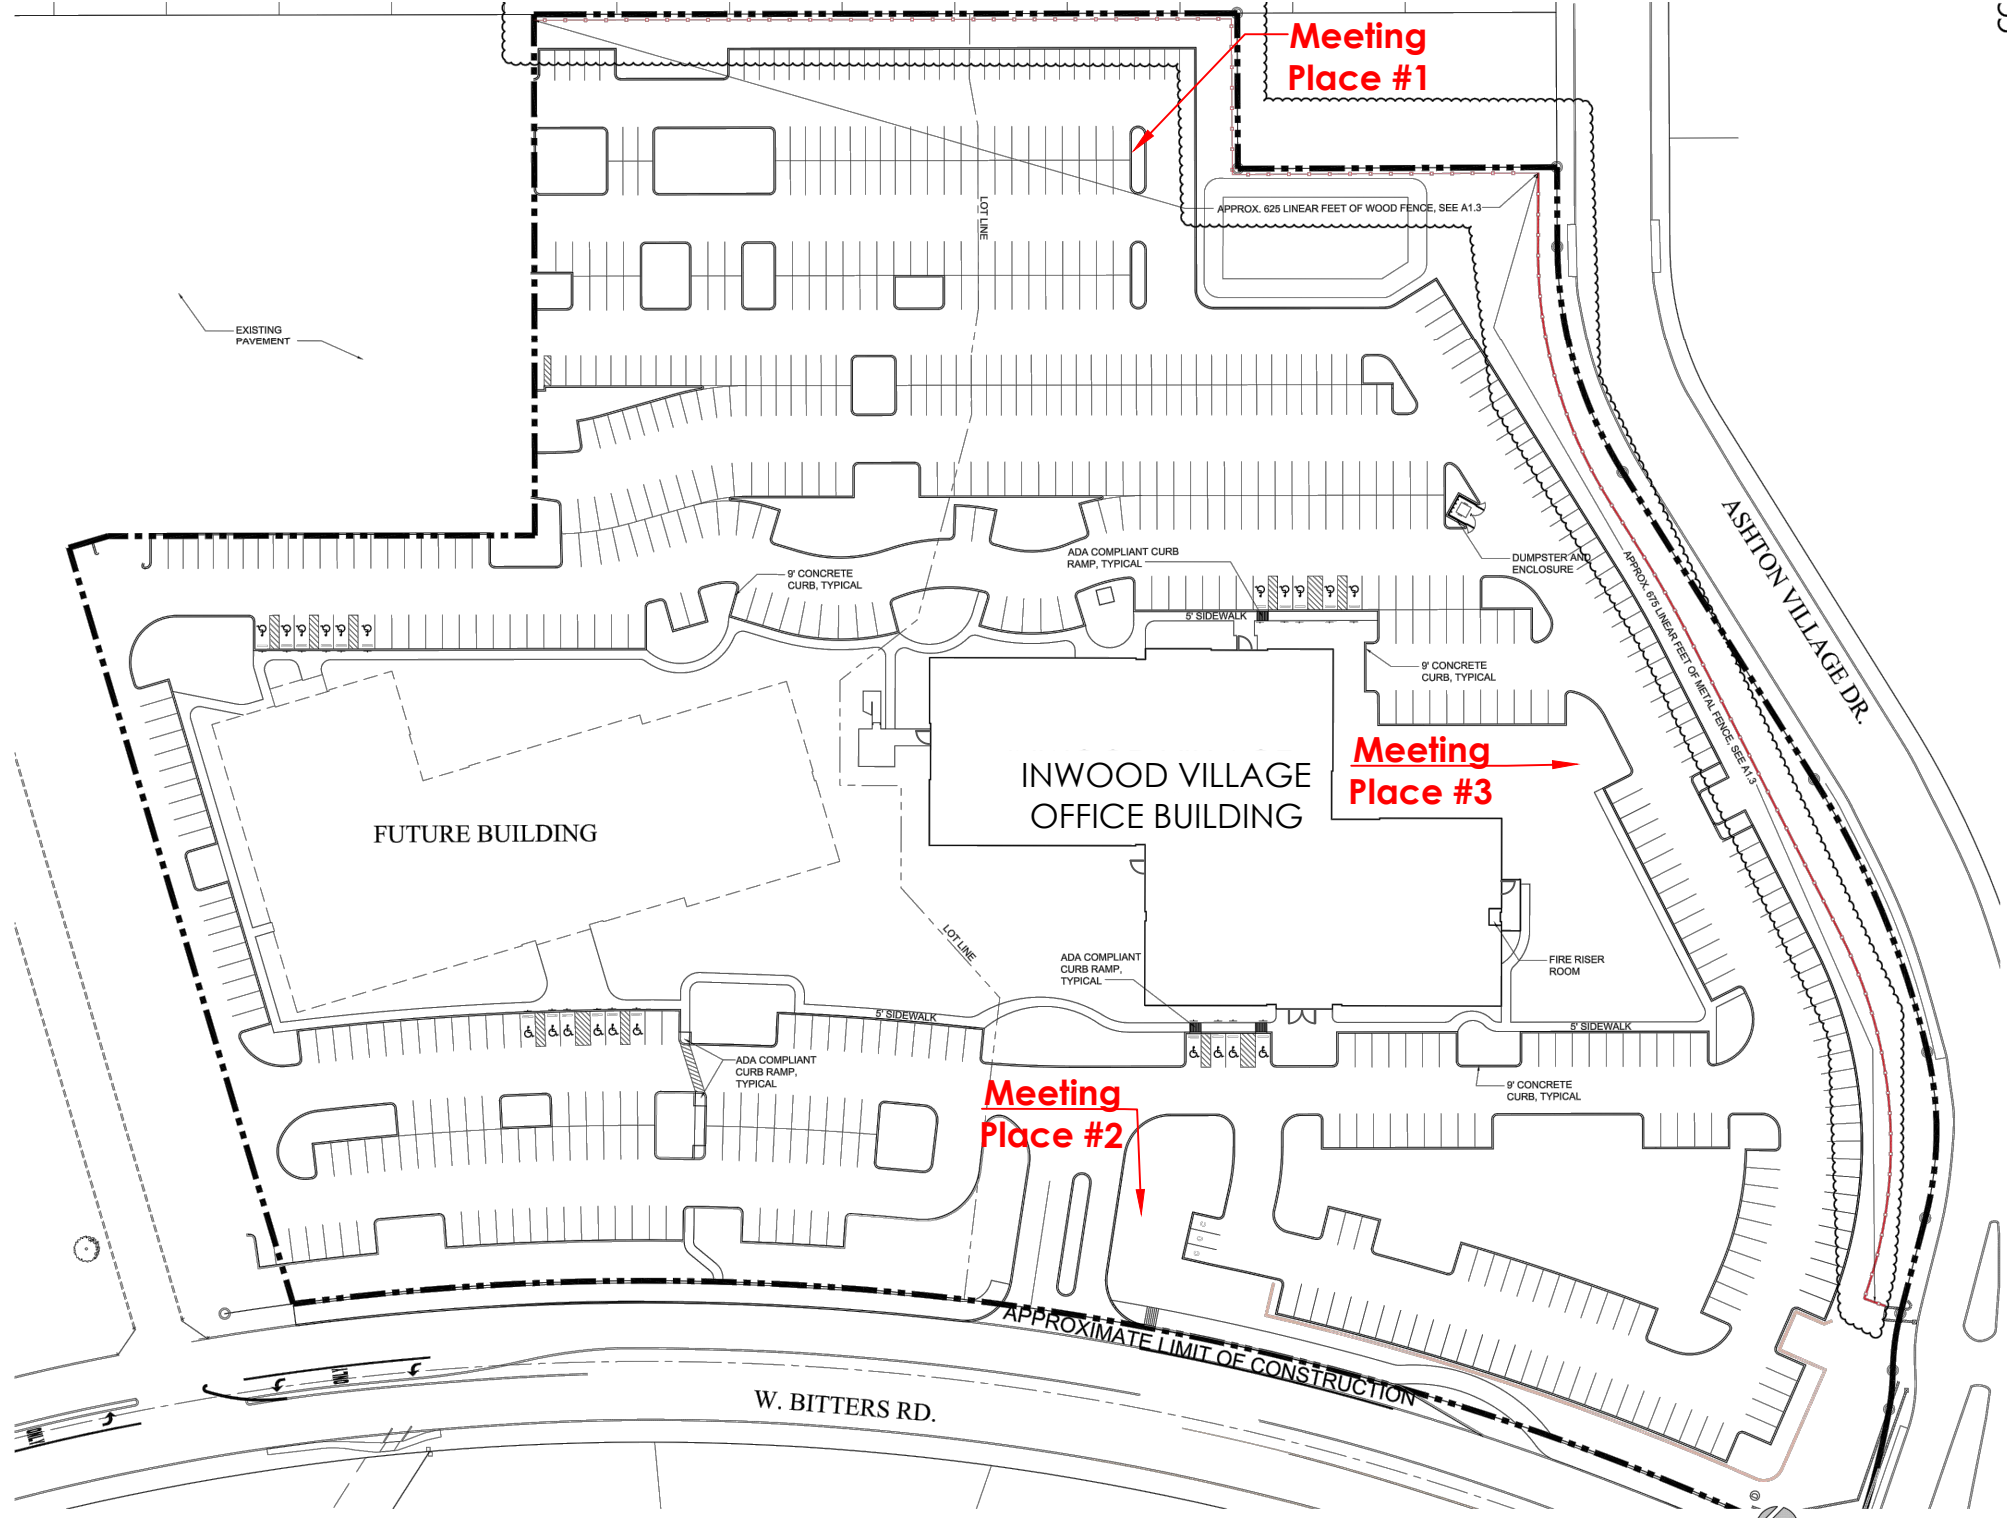 Meeting
Place #1
APPROX. 625 LINEAR FEET OF WOOD FENCE, SEE A1.3
LOT LINE
EXISTING
PAVEMENT
ASHTON VILLAGE DR.
ADA COMPLIANT CURB
RAMP, TYPICAL
DUMPSTER AND
ENCLOSURE
9' CONCRETE
CURB, TYPICAL
APPROX. 675 LINEAR FEET OF METAL FENCE, SEE A1.3
5' SIDEWALK
9' CONCRETE
CURB, TYPICAL
Meeting
Place #3
INWOOD VILLAGE
OFFICE BUILDING
FUTURE BUILDING
LOT LINE
ADA COMPLIANT
CURB RAMP,
TYPICAL
FIRE RISER
ROOM
5' SIDEWALK
5' SIDEWALK
ADA COMPLIANT
CURB RAMP,
TYPICAL
9' CONCRETE
CURB, TYPICAL
Meeting
Place #2
APPROXIMATE LIMIT OF CONSTRUCTION
W. BITTERS RD.
ONLY
ONLY